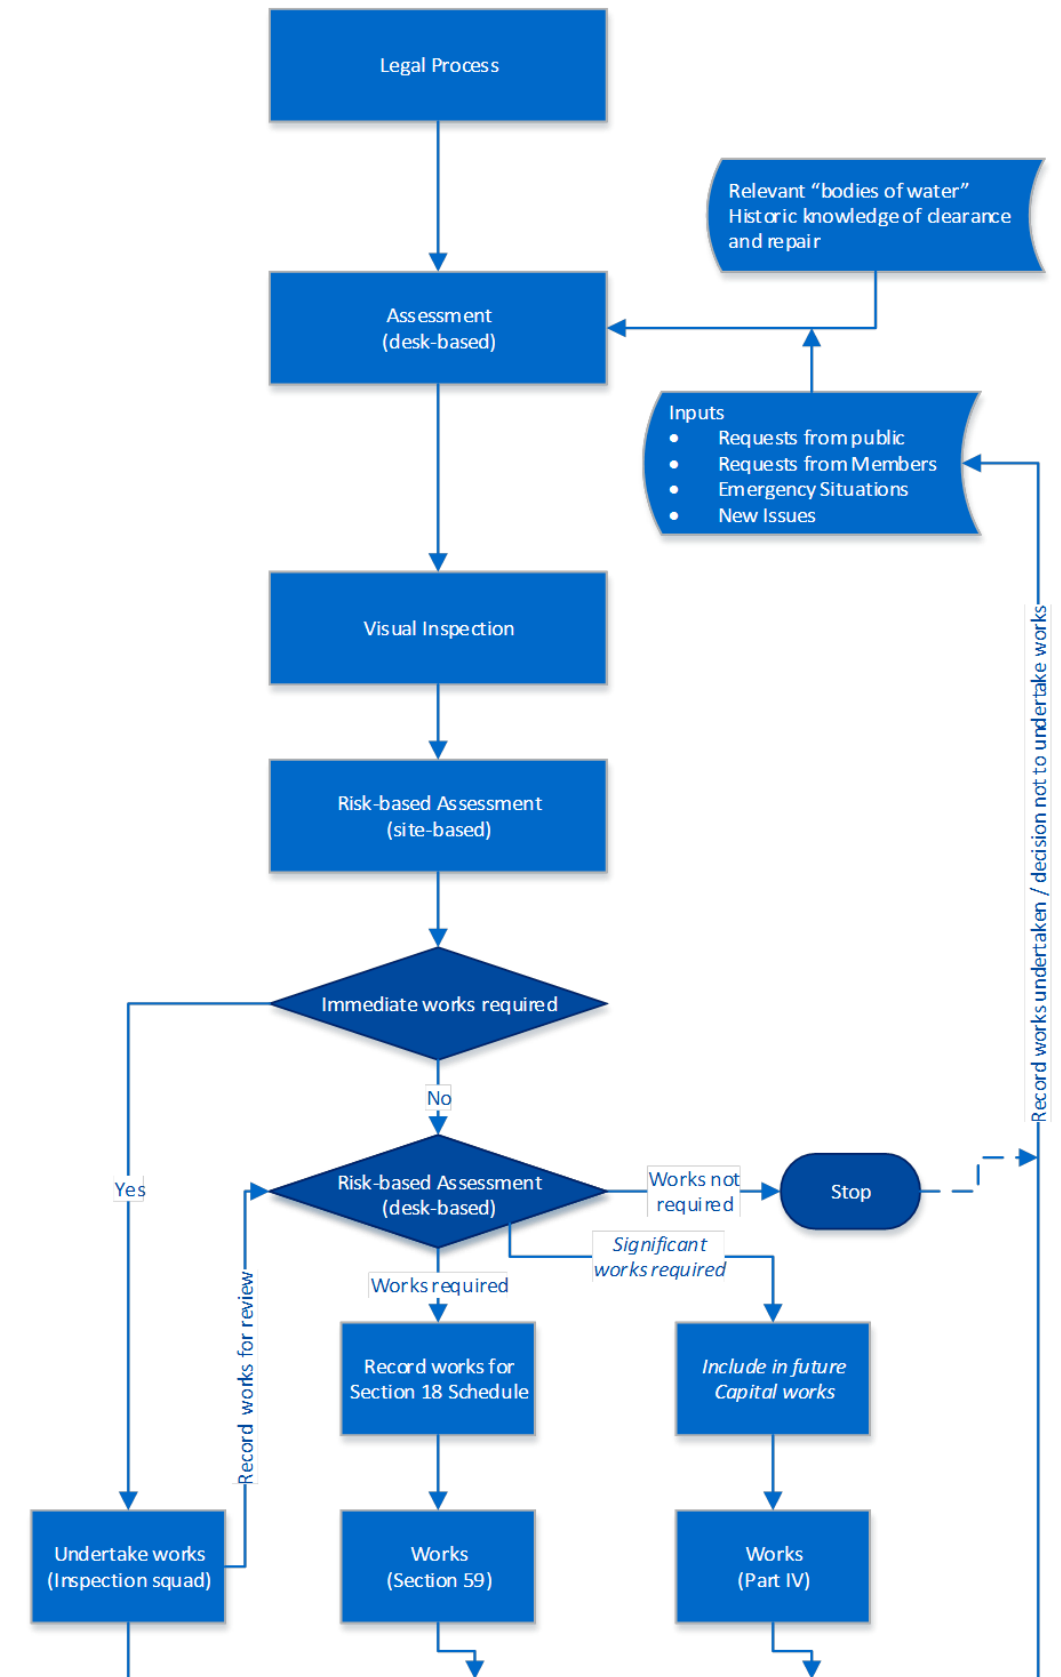 Legal Process
Relevant “bodies of water”
Historic knowledge of clearance
and repair
Assessment
(desk-based)
Inputs
• Requests from public
• Requests from Members
• Emergency Situations
• New Issues
Visual Inspection
Record works undertaken / decision not to undertake works
Risk-based Assessment
(site-based)
Immediate works required
No
Yes
Risk-based Assessment
(desk-based)
Works not
required
Stop
Significant
works required
Works required
Record works for review
Record works for
Section 18 Schedule
Include in future
Capital works
Undertake works
(Inspection squad)
Works
(Section 59)
Works
(Part IV)